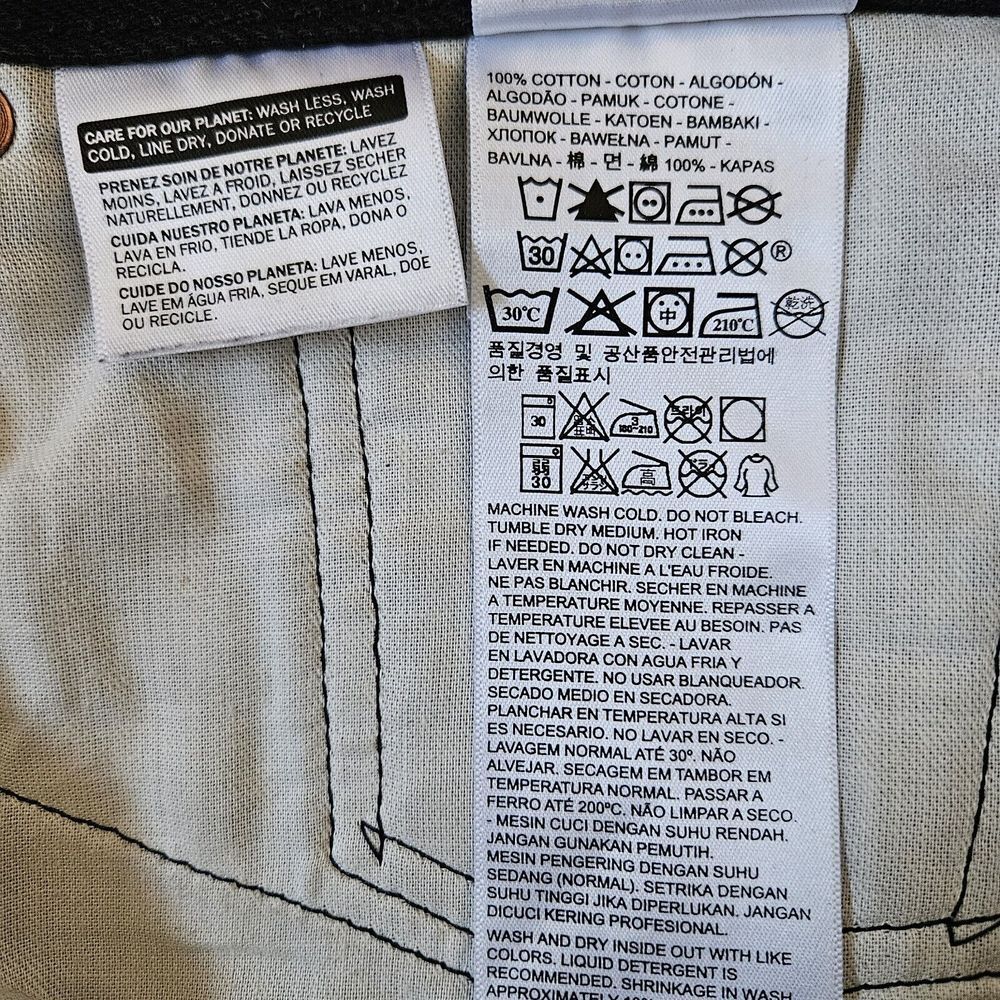 CARE FOR OUR PLANET: WASH LESS, WASH
COLD, LINE DRY, DONATE OR RECYCLE
PRENEZ SOIN DE NOTRE PLANETE: LAVEZ
MOINS, LAVEZ A FROID, LAISSEZ SECHER
NATURELLEMENT, DONNEZ OU RECYCLEZ
CUIDA NUESTRO PLANETA: LAVA MENOS,
LAVA EN FRIO, TIENDE LA ROPA, DONA O
RECICLA.
CUIDE DO NOSSO PLANETA: LAVE MENOS,
LAVE EM ÁGUA FRIA, SEQUE EM VARAL, DOE
OU RECICLE.
100% COTTON - COTON - ALGODÓN -
ALGODÃO - PAMUK - COTONE -
BAUMWOLLE - KATOEN - BAMBAKI -
ХЛОПОК - BAWEŁNA - PAMUT -
BAVLNA - 棉 - 면 - 綿 100% - KAPAS
30 ®
30°C 中 210°C 乾洗
품질경영 및 공산품안전관리법에
의한 품질표시
30 3 180~210 드라이
弱 30 高
MACHINE WASH COLD. DO NOT BLEACH.
TUMBLE DRY MEDIUM. HOT IRON
IF NEEDED. DO NOT DRY CLEAN -
LAVER EN MACHINE A L'EAU FROIDE.
NE PAS BLANCHIR. SECHER EN MACHINE
A TEMPERATURE MOYENNE. REPASSER A
TEMPERATURE ELEVEE AU BESOIN. PAS
DE NETTOYAGE A SEC. - LAVAR
EN LAVADORA CON AGUA FRIA Y
DETERGENTE. NO USAR BLANQUEADOR.
SECADO MEDIO EN SECADORA.
PLANCHAR EN TEMPERATURA ALTA SI
ES NECESARIO. NO LAVAR EN SECO. -
LAVAGEM NORMAL ATÉ 30º. NÃO
ALVEJAR. SECAGEM EM TAMBOR EM
TEMPERATURA NORMAL. PASSAR A
FERRO ATÉ 200ºC. NÃO LIMPAR A SECO.
- MESIN CUCI DENGAN SUHU RENDAH.
JANGAN GUNAKAN PEMUTIH.
MESIN PENGERING DENGAN SUHU
SEDANG (NORMAL). SETRIKA DENGAN
SUHU TINGGI JIKA DIPERLUKAN. JANGAN
DICUCI KERING PROFESIONAL.
WASH AND DRY INSIDE OUT WITH LIKE
COLORS. LIQUID DETERGENT IS
RECOMMENDED. SHRINKAGE IN WASH
APPROXIMATELY